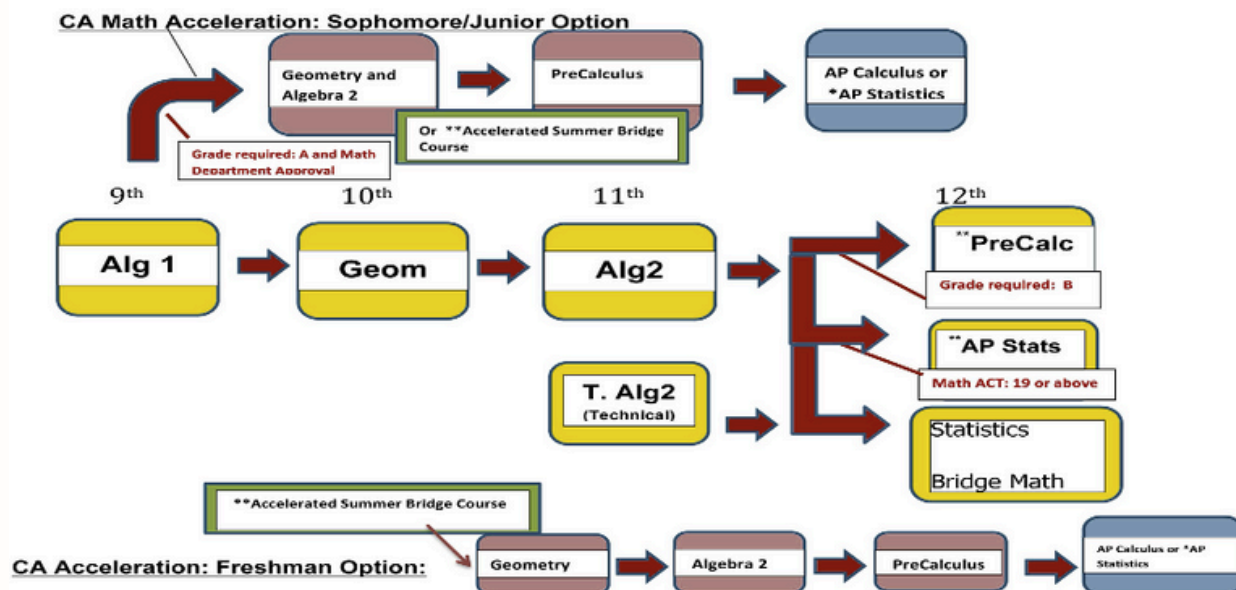 CA Math Acceleration: Sophomore/Junior Option
Geometry and
Algebra 2
PreCalculus
AP Calculus or
*AP Statistics
Or **Accelerated Summer Bridge
Course
Grade required: A and Math
Department Approval
9th
10th
11th
12th
Alg 1
Geom
Alg2
**PreCalc
Grade required: B
**AP Stats
Math ACT: 19 or above
T. Alg2
(Technical)
Statistics
Bridge Math
**Accelerated Summer Bridge Course
CA Acceleration: Freshman Option:
Geometry
Algebra 2
PreCalculus
AP Calculus or *AP
Statistics